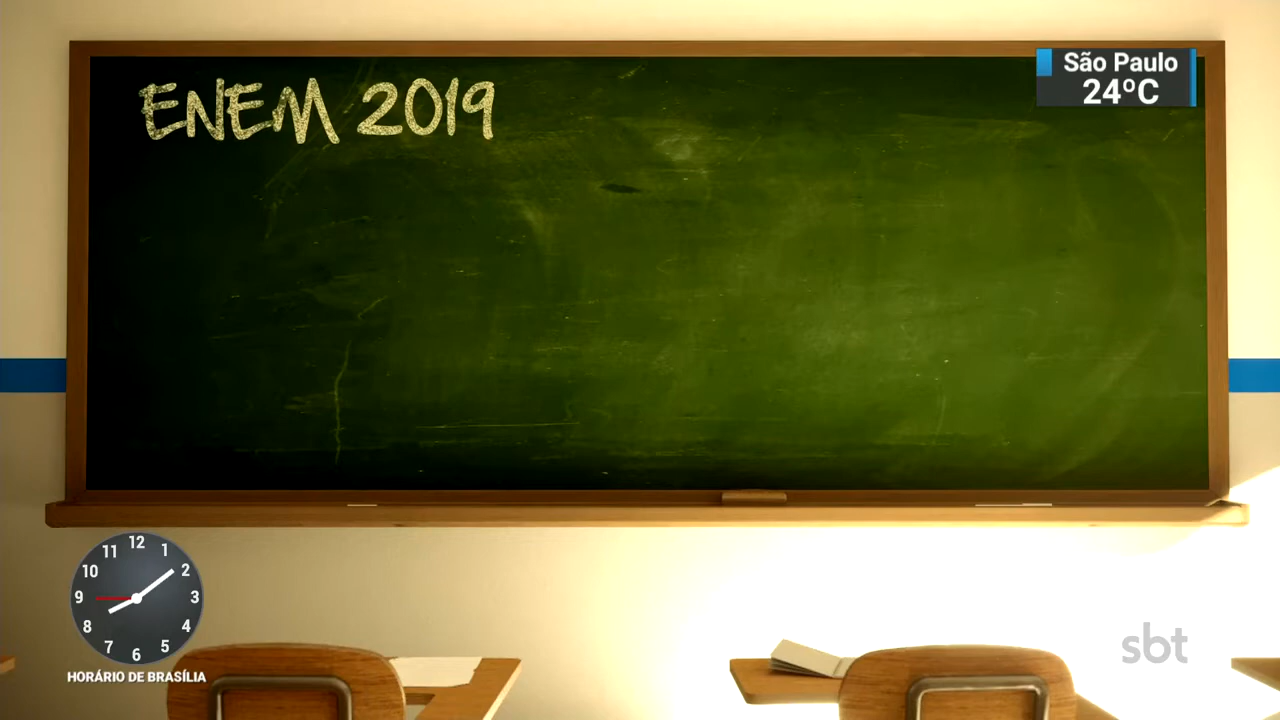 ENEM 2019
São Paulo
24ºC
12
11 1
10 2
9 3
8 4
7 5
6
HORÁRIO DE BRASÍLIA
sbt